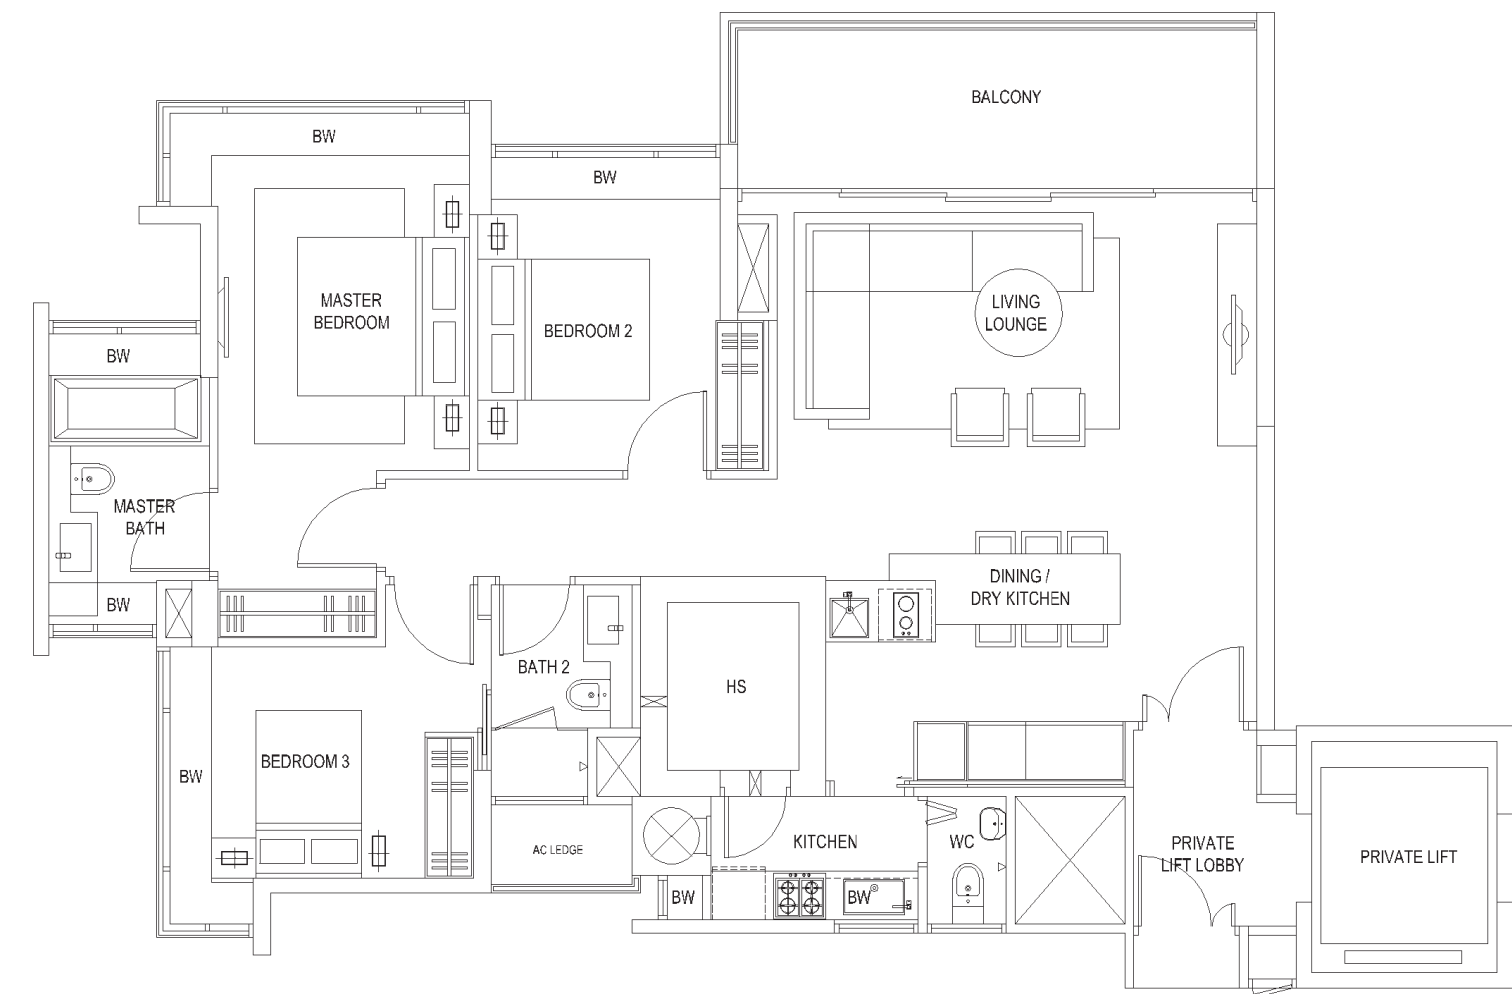 BALCONY
BW
BW
MASTER
BEDROOM
BEDROOM 2
LIVING
LOUNGE
BW
MASTER
BATH
DINING /
DRY KITCHEN
BW
BATH 2
HS
BEDROOM 3
BW
AC LEDGE
KITCHEN
WC
PRIVATE
LIFT LOBBY
PRIVATE LIFT
BW
BW